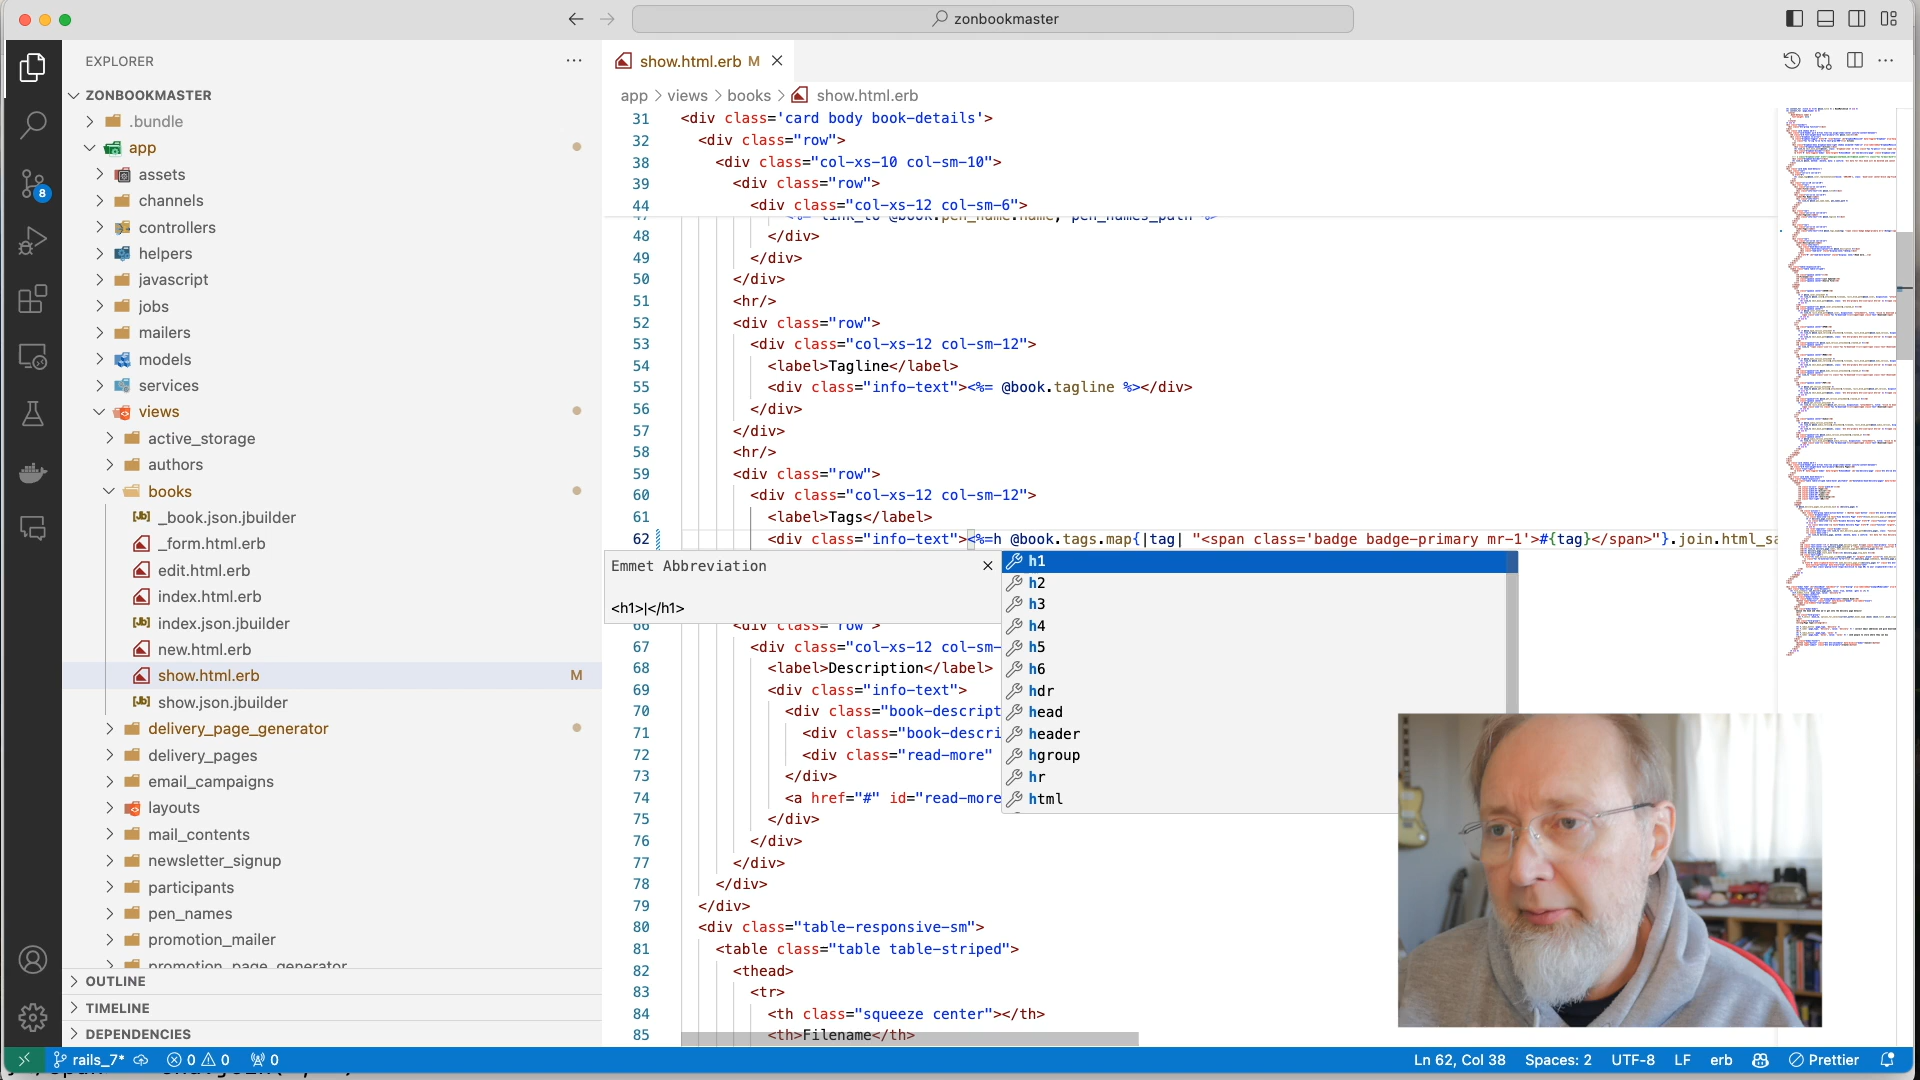 zonbookmaster
EXPLORER
show.html.erb M
ZONBOOKMASTER
app > views > books > show.html.erb
.bundle
app
assets
channels
controllers
helpers
javascript
jobs
mailers
models
services
views
active_storage
authors
books
_book.json.jbuilder
_form.html.erb
edit.html.erb
index.html.erb
index.json.jbuilder
new.html.erb
show.html.erb M
show.json.jbuilder
delivery_page_generator
delivery_pages
email_campaigns
layouts
mail_contents
newsletter_signup
participants
pen_names
promotion_mailer
promotion_page_generator
OUTLINE
TIMELINE
DEPENDENCIES
8
31 <div class='card body book-details'>
32 <div class="row">
38 <div class="col-xs-10 col-sm-10">
39 <div class="row">
44 <div class="col-xs-12 col-sm-6">
47 <%= link_to @book.pen_name.name, pen_names_path %>
48 </div>
49 </div>
50 </div>
51 <hr/>
52 <div class="row">
53 <div class="col-xs-12 col-sm-12">
54 <label>Tagline</label>
55 <div class="info-text"><%= @book.tagline %></div>
56 </div>
57 </div>
58 <hr/>
59 <div class="row">
60 <div class="col-xs-12 col-sm-12">
61 <label>Tags</label>
62 <div class="info-text"><%=h @book.tags.map{|tag| "<span class='badge badge-primary mr-1'>#{tag}</span>"}.join.html_sa
Emmet Abbreviation
<h1>|</h1>
h1
h2
h3
h4
h5
h6
hdr
head
header
hgroup
hr
html
66 <div class="row">
67 <div class="col-xs-12 col-sm-
68 <label>Description</label>
69 <div class="info-text">
70 <div class="book-descript
71 <div class="book-descri
72 <div class="read-more"
73 </div>
74 <a href="#" id="read-more
75 </div>
76 </div>
77 </div>
78 </div>
79 </div>
80 <div class="table-responsive-sm">
81 <table class="table table-striped">
82 <thead>
83 <tr>
84 <th class="squeeze center"></th>
85 <th>Filename</th>
rails_7* 0 0 0
Ln 62, Col 38 Spaces: 2 UTF-8 LF erb Prettier